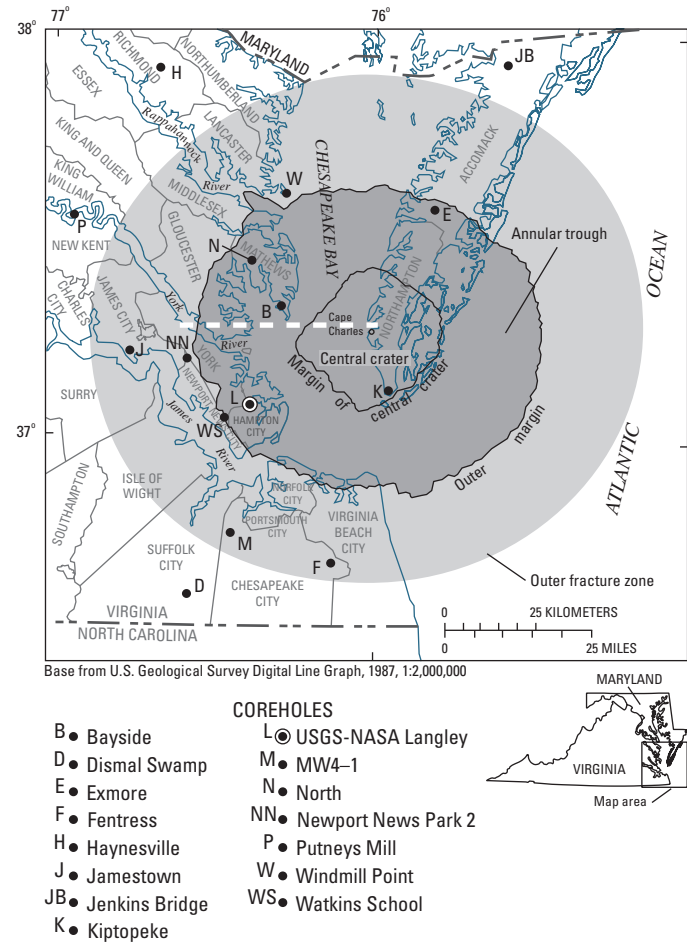 77°
76°
38°
MARYLAND
JB
RICHMOND
H
NORTHUMBERLAND
ESSEX
Rappahannock
LANCASTER
KING AND QUEEN
CHESAPEAKE BAY
ACCOMACK
KING
WILLIAM
River
W
MIDDLESEX
P
E
NEW KENT
GLOUCESTER
N
MATHEWS
Annular trough
OCEAN
NORTHAMPTON
CHARLES
CITY
JAMES CITY
York
B
Cape
Charles
NN
River
J
YORK
Central crater
Margin of
central crater
NEWPORT NEWS CITY
L
K
SURRY
James
HAMPTON
CITY
WS
37°
River
Outer
margin
ATLANTIC
ISLE OF
WIGHT
NORFOLK
CITY
SOUTHAMPTON
PORTSMOUTH
CITY
VIRGINIA
BEACH
CITY
M
SUFFOLK
CITY
F
Outer fracture zone
D
CHESAPEAKE
CITY
VIRGINIA
NORTH CAROLINA
0 25 KILOMETERS
0 25 MILES
Base from U.S. Geological Survey Digital Line Graph, 1987, 1:2,000,000
MARYLAND
VIRGINIA
Map area
COREHOLES
B Bayside
D Dismal Swamp
E Exmore
F Fentress
H Haynesville
J Jamestown
JB Jenkins Bridge
K Kiptopeke
L USGS-NASA Langley
M MW4–1
N North
NN Newport News Park 2
P Putneys Mill
W Windmill Point
WS Watkins School